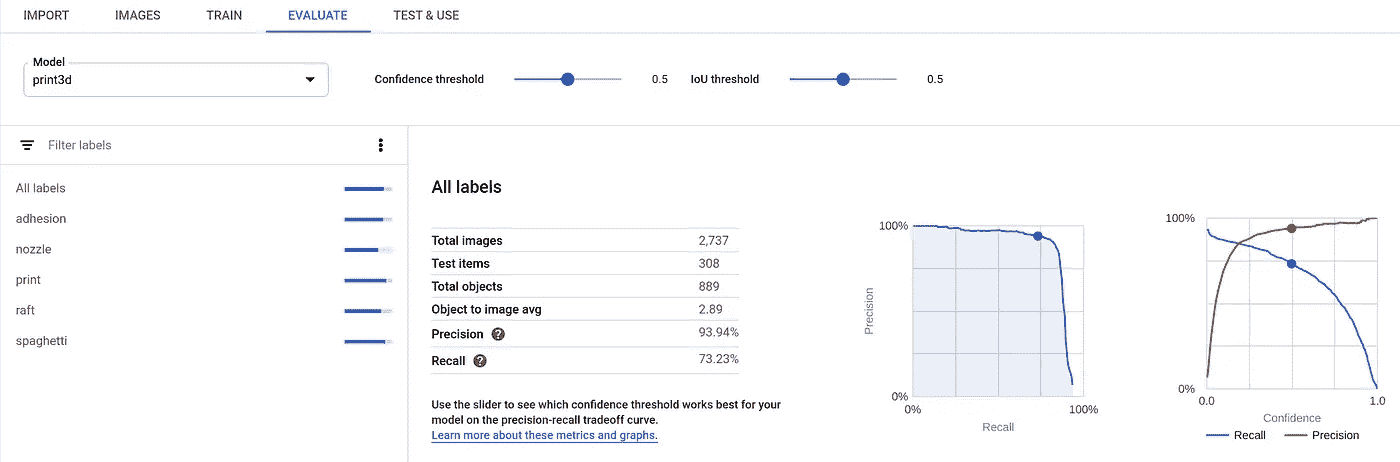 IMPORT IMAGES TRAIN EVALUATE TEST & USE
Model
print3d
Confidence threshold 0.5 IoU threshold 0.5
Filter labels
All labels
adhesion
nozzle
print
raft
spaghetti
All labels
Total images 2,737
Test items 308
Total objects 889
Object to image avg 2.89
Precision ? 93.94%
Recall ? 73.23%
Use the slider to see which confidence threshold works best for your
model on the precision-recall tradeoff curve.
Learn more about these metrics and graphs.
100%
Precision
0%
0% 100%
Recall
100%
0%
0.0 1.0
Confidence
Recall Precision